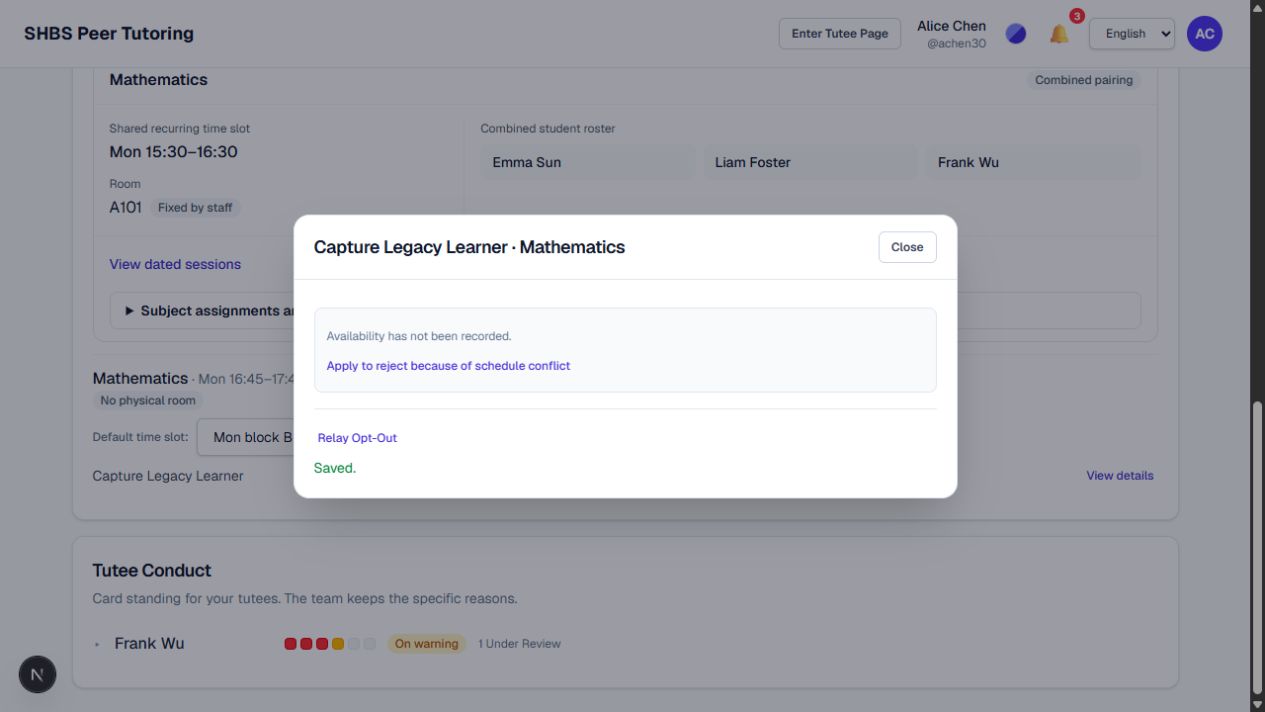 SHBS Peer Tutoring
Enter Tutee Page
Alice Chen
@achen30
3
English
AC
Mathematics
Combined pairing
Shared recurring time slot
Mon 15:30–16:30
Room
A101 Fixed by staff
Combined student roster
Emma Sun
Liam Foster
Frank Wu
View dated sessions
Subject assignments a
Capture Legacy Learner · Mathematics
Close
Availability has not been recorded.
Apply to reject because of schedule conflict
Relay Opt-Out
Saved.
Mathematics · Mon 16:45–17:4
No physical room
Default time slot: Mon block B
Capture Legacy Learner
View details
Tutee Conduct
Card standing for your tutees. The team keeps the specific reasons.
Frank Wu On warning 1 Under Review
N